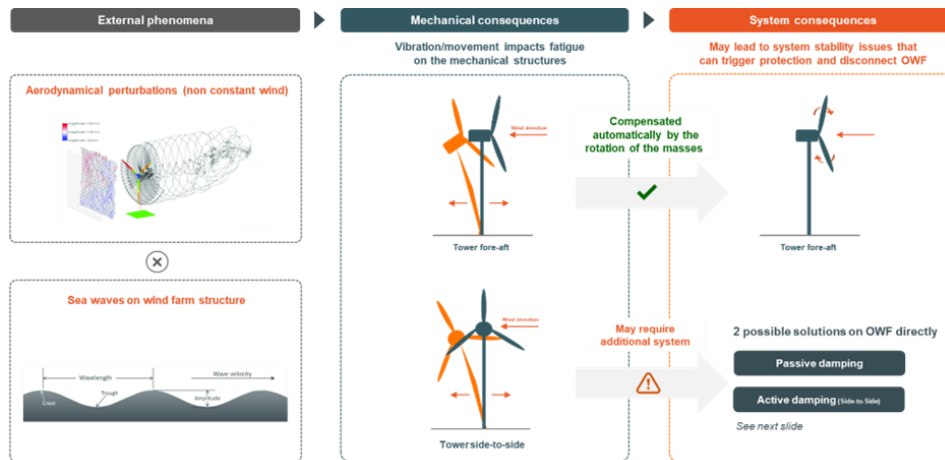 External phenomena
Mechanical consequences
System consequences
Vibration/movement impacts fatigue
on the mechanical structures
May lead to system stability issues that
can trigger protection and disconnect OWF
Aerodynamical perturbations (non constant wind)
Wind direction
Compensated
automatically by the
rotation of the masses
Tower fore-aft
Tower fore-aft
Sea waves on wind farm structure
Wavelength
Wave velocity
Trough
Amplitude
Crest
Wind direction
May require
additional system
Tower side-to-side
2 possible solutions on OWF directly
Passive damping
Active damping (Side-to-Side)
See next slide